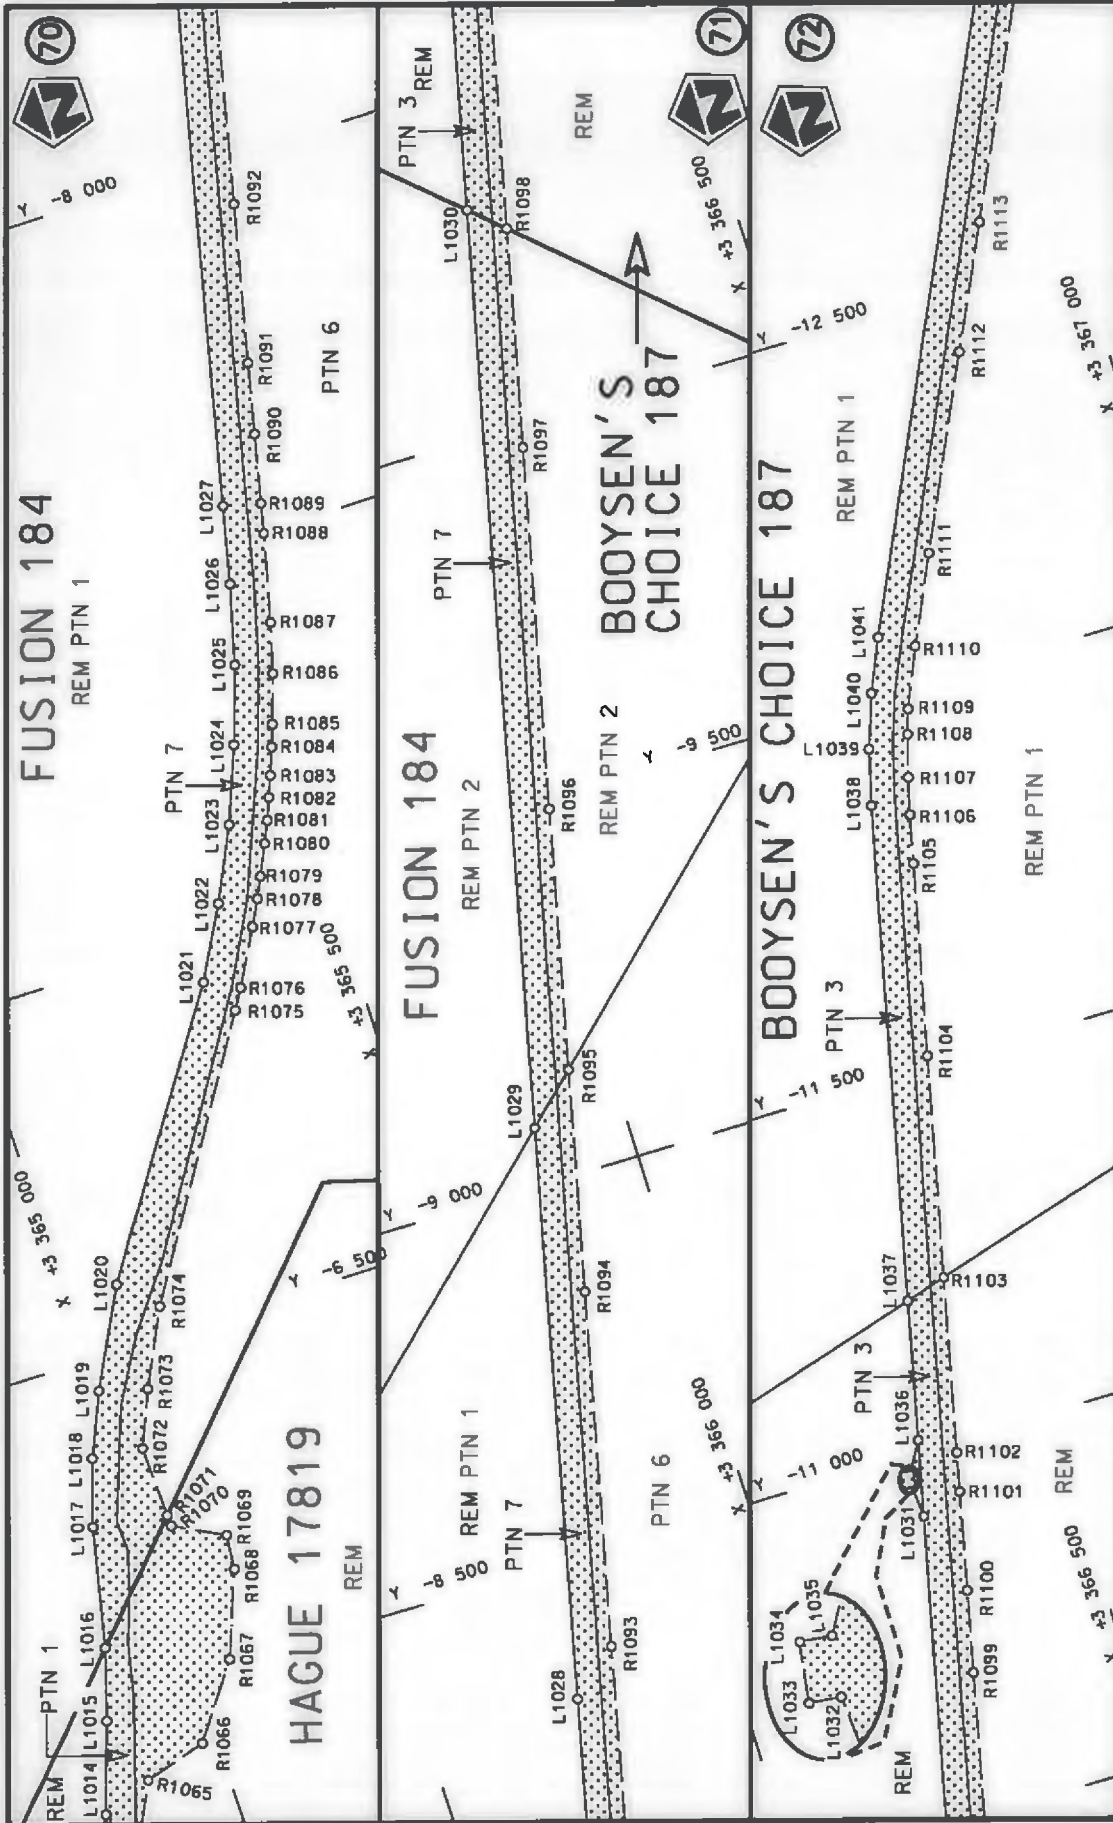 70
Y -8 000
R1092
R1091
R1090
PTN 6
FUSION 184
REM PTN 1
L1027
L1026
L1025
L1024
L1023
L1022
L1021
PTN 7
R1089
R1088
R1087
R1086
R1085
R1084
R1083
R1082
R1081
R1080
R1079
R1078
R1077
R1076
R1075
X +3 365 500
X +3 365 000
L1020
L1019
L1018
L1017
L1016
L1015
L1014
R1074
R1073
R1072
R1071
R1070
R1069
R1068
R1067
R1066
R1065
Y -6 500
PTN 1
REM
HAGUE 17819
REM
71
PTN 3
REM
REM
L1030
R1098
X +3 366 500
R1097
BOOYSEN'S
CHOICE 187
PTN 7
FUSION 184
REM PTN 2
REM PTN 2
R1096
Y -9 500
R1095
L1029
Y -9 000
R1094
REM PTN 1
PTN 7
PTN 6
X +3 366 000
Y -8 500
L1028
R1093
72
R1113
R1112
Y -12 500
X +3 367 000
REM PTN 1
BOOYSEN'S CHOICE 187
R1111
R1110
R1109
R1108
R1107
R1106
R1105
R1104
L1041
L1040
L1039
L1038
REM PTN 1
PTN 3
Y -11 500
L1037
R1103
PTN 3
L1036
R1102
R1101
Y -11 000
L1031
REM
R1100
R1099
X +3 366 500
L1035
L1034
L1033
L1032
REM